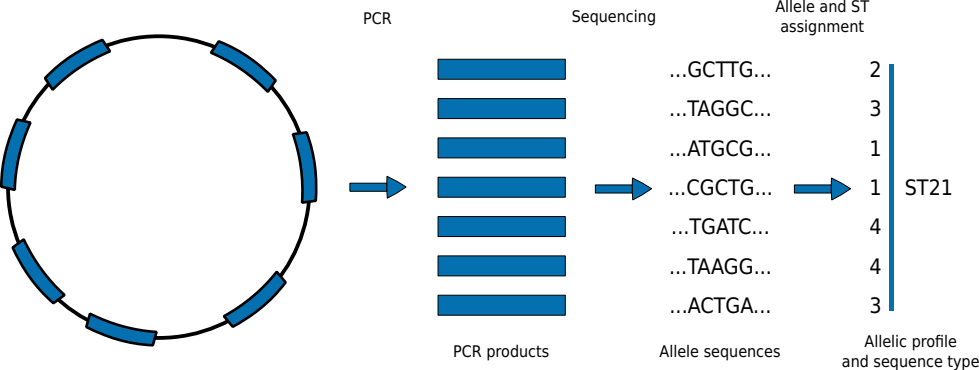 PCR
Sequencing
Allele and ST
assignment
...GCTTG...
2
...TAGGC...
3
...ATGCG...
1
...CGCTG...
1
ST21
...TGATC...
4
...TAAGG...
4
...ACTGA...
3
PCR products
Allele sequences
Allelic profile
and sequence type